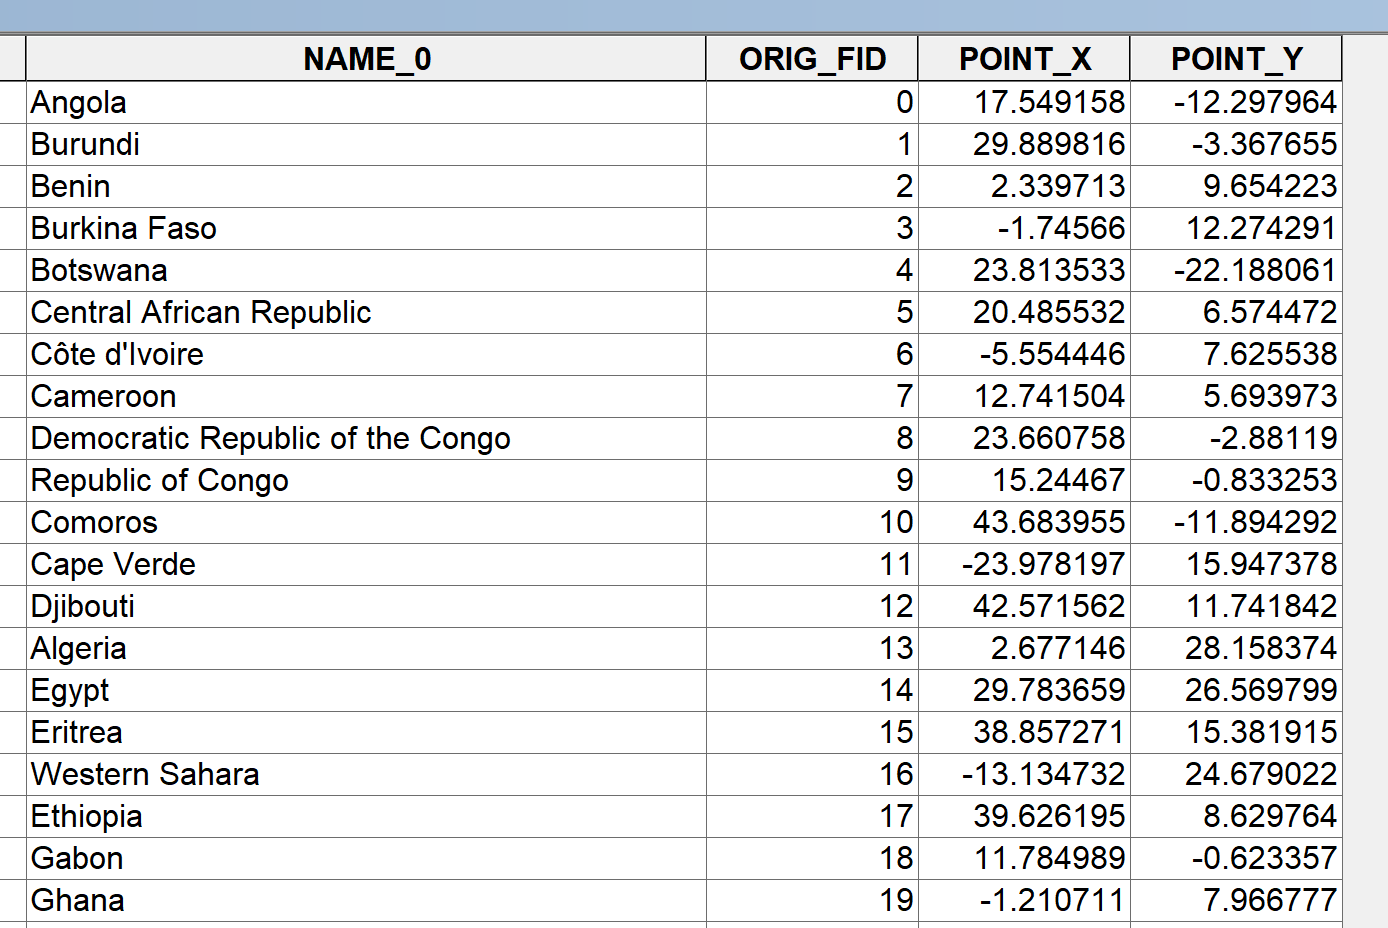 NAME_0 ORIG_FID POINT_X POINT_Y
Angola 0 17.549158 -12.297964
Burundi 1 29.889816 -3.367655
Benin 2 2.339713 9.654223
Burkina Faso 3 -1.74566 12.274291
Botswana 4 23.813533 -22.188061
Central African Republic 5 20.485532 6.574472
Côte d'Ivoire 6 -5.554446 7.625538
Cameroon 7 12.741504 5.693973
Democratic Republic of the Congo 8 23.660758 -2.88119
Republic of Congo 9 15.24467 -0.833253
Comoros 10 43.683955 -11.894292
Cape Verde 11 -23.978197 15.947378
Djibouti 12 42.571562 11.741842
Algeria 13 2.677146 28.158374
Egypt 14 29.783659 26.569799
Eritrea 15 38.857271 15.381915
Western Sahara 16 -13.134732 24.679022
Ethiopia 17 39.626195 8.629764
Gabon 18 11.784989 -0.623357
Ghana 19 -1.210711 7.966777